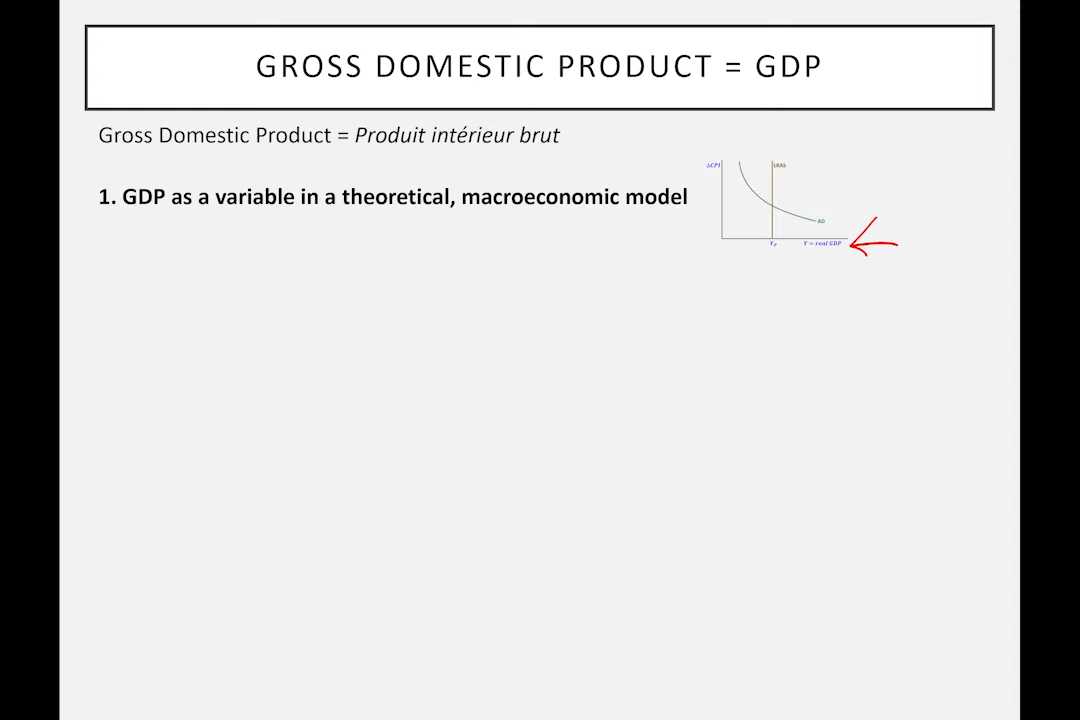 GROSS DOMESTIC PRODUCT = GDP
Gross Domestic Product = Produit intérieur brut
1. GDP as a variable in a theoretical, macroeconomic model
ΔCPI
LRAS
AD
Y_P
Y = real GDP